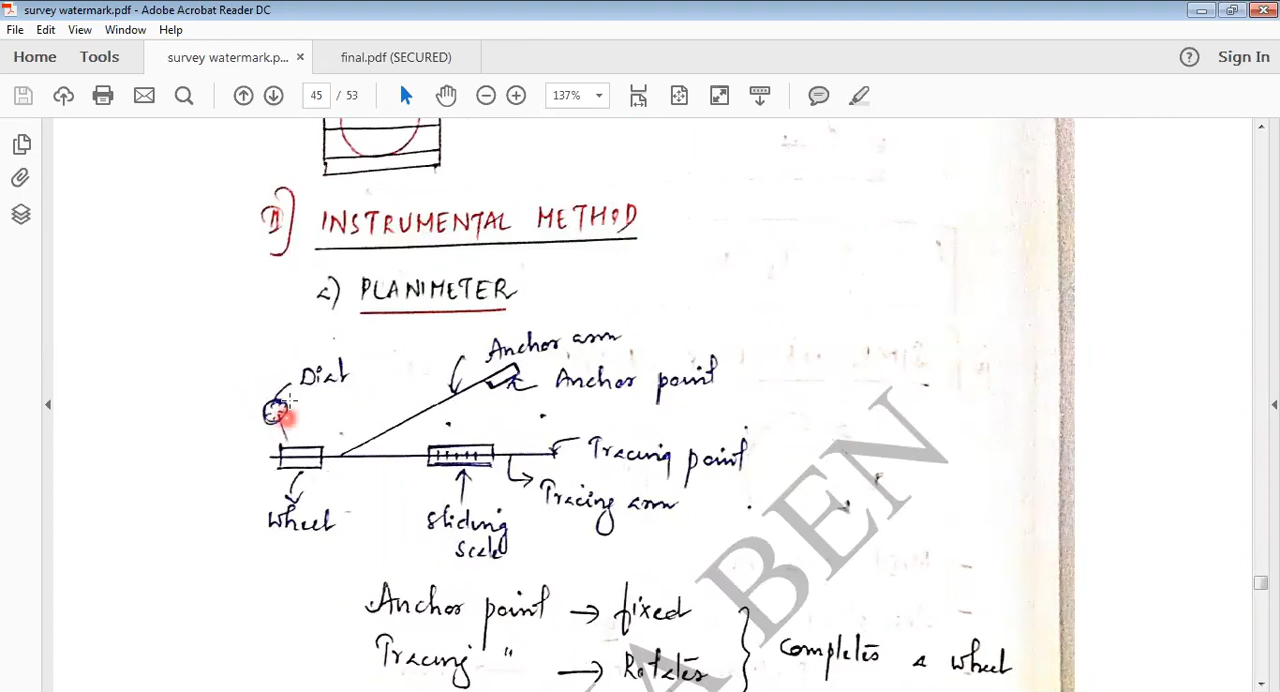 survey watermark.pdf - Adobe Acrobat Reader DC
File Edit View Window Help
Home Tools survey watermark.p... × final.pdf (SECURED) ? Sign In
45 / 53 137%
II) INSTRUMENTAL METHOD
a) PLANIMETER
Anchor arm
Dial
Anchor point
Tracing point
Tracing arm
Wheel
Sliding
scale
Anchor point → fixed
Tracing " → Rotates
completes a wheel
A BEN